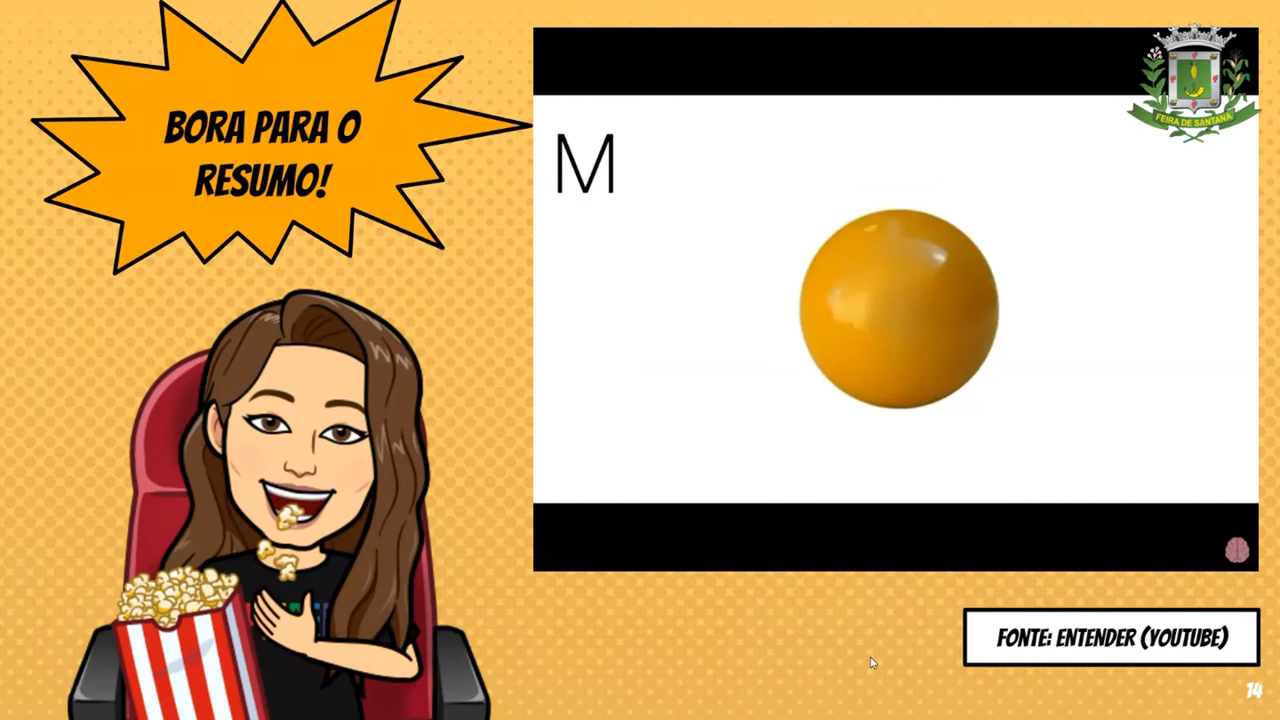 BORA PARA O
RESUMO!
M
FEIRA DE SANTANA
FONTE: ENTENDER (YOUTUBE)
14